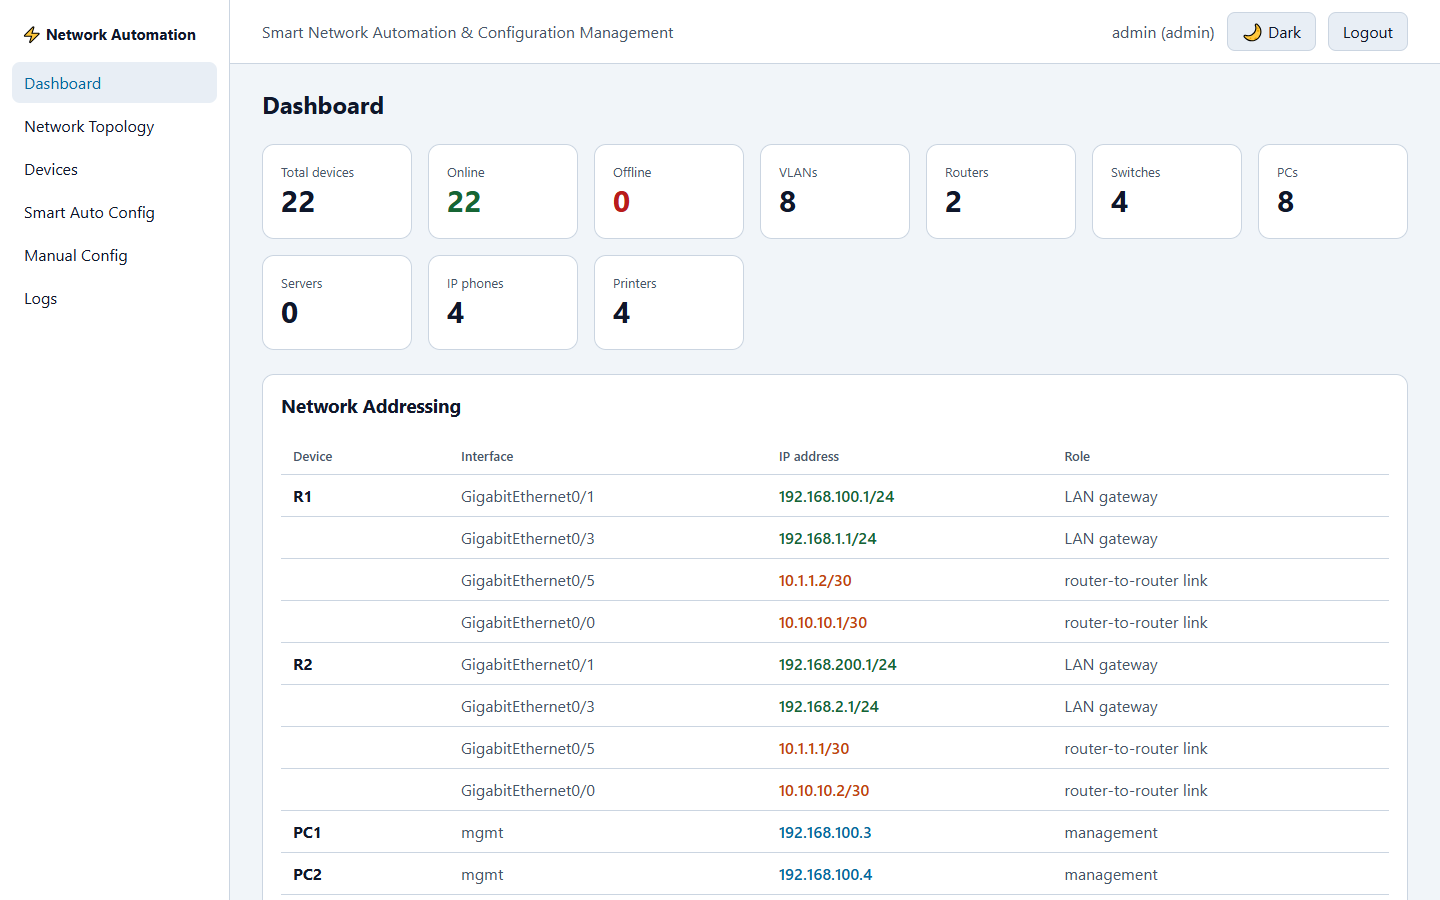 ⚡ Network Automation
Dashboard
Network Topology
Devices
Smart Auto Config
Manual Config
Logs
Smart Network Automation & Configuration Management
admin (admin)
🌙 Dark
Logout
Dashboard
Total devices
22
Online
22
Offline
0
VLANs
8
Routers
2
Switches
4
PCs
8
Servers
0
IP phones
4
Printers
4
Network Addressing
Device Interface IP address Role
R1 GigabitEthernet0/1 192.168.100.1/24 LAN gateway
GigabitEthernet0/3 192.168.1.1/24 LAN gateway
GigabitEthernet0/5 10.1.1.2/30 router-to-router link
GigabitEthernet0/0 10.10.10.1/30 router-to-router link
R2 GigabitEthernet0/1 192.168.200.1/24 LAN gateway
GigabitEthernet0/3 192.168.2.1/24 LAN gateway
GigabitEthernet0/5 10.1.1.1/30 router-to-router link
GigabitEthernet0/0 10.10.10.2/30 router-to-router link
PC1 mgmt 192.168.100.3 management
PC2 mgmt 192.168.100.4 management